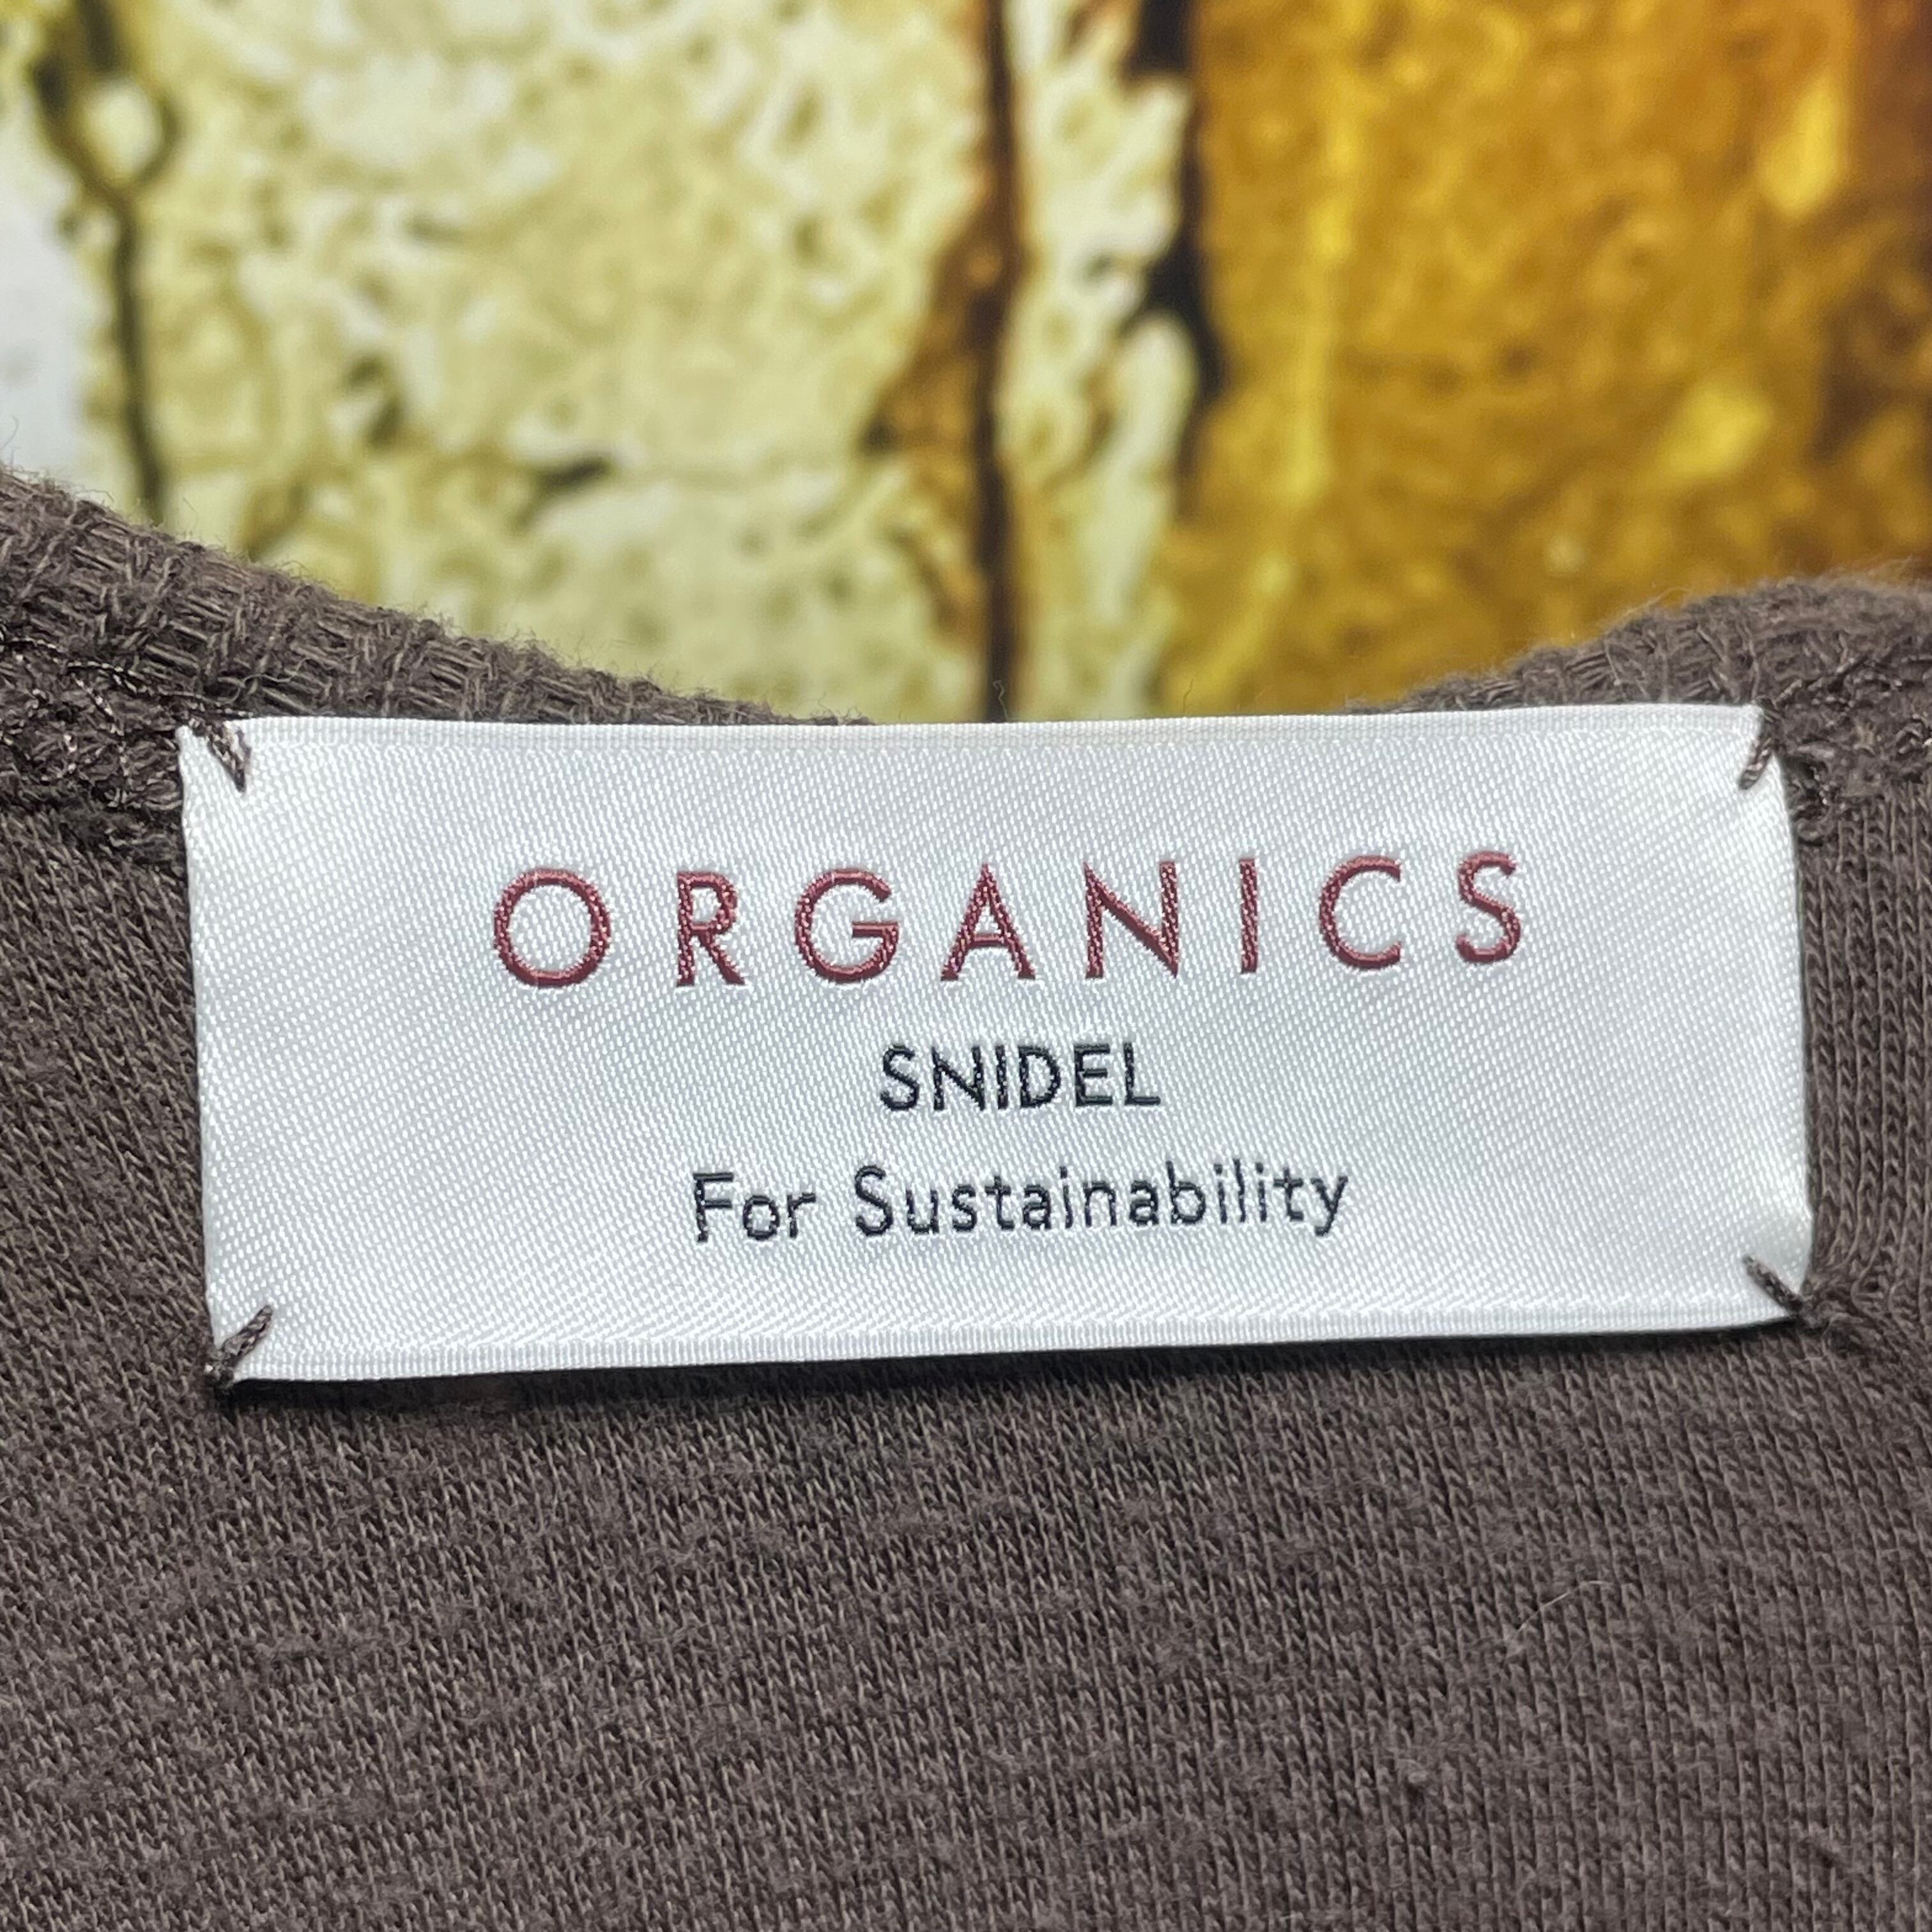 ORGANICS
SNIDEL
For Sustainability